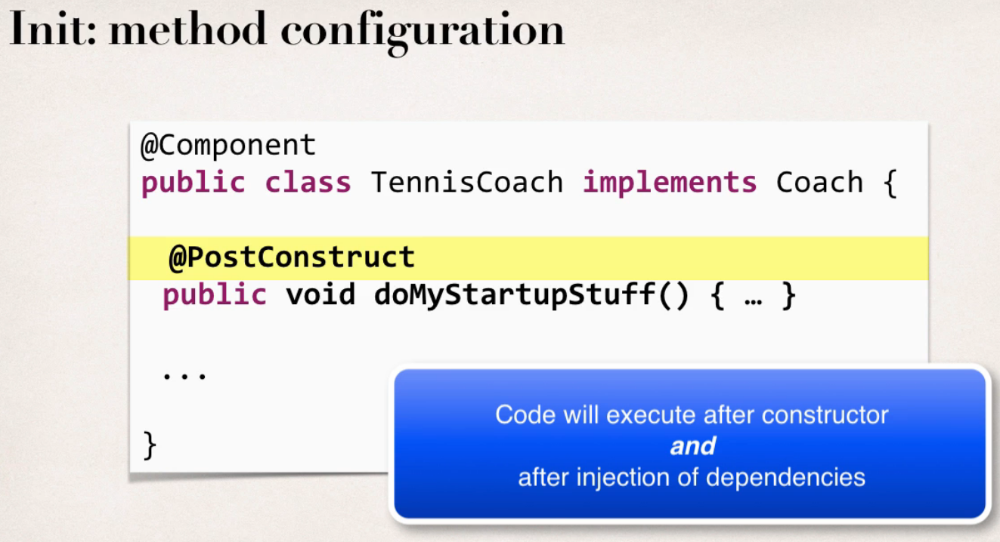 Init: method configuration
@Component
public class TennisCoach implements Coach {
@PostConstruct
public void doMyStartupStuff() { … }
...
}
Code will execute after constructor
and
after injection of dependencies